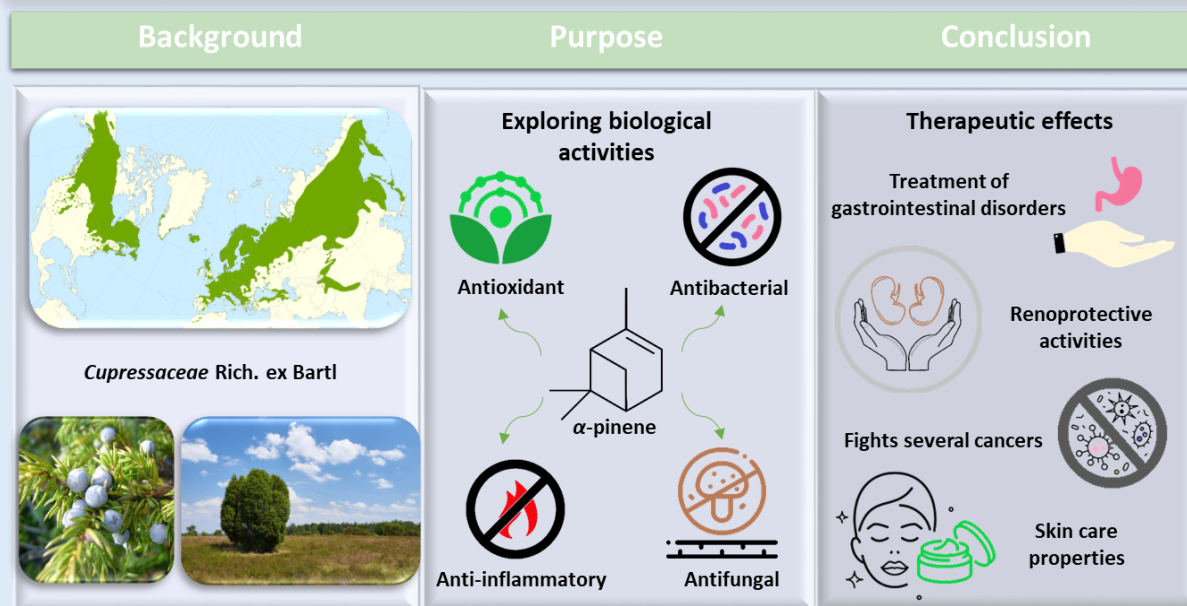 Background
Purpose
Conclusion
Cupressaceae Rich. ex Bartl
Exploring biological
activities
Antioxidant
Antibacterial
α-pinene
Anti-inflammatory
Antifungal
Therapeutic effects
Treatment of
gastrointestinal disorders
Renoprotective
activities
Fights several cancers
Skin care
properties